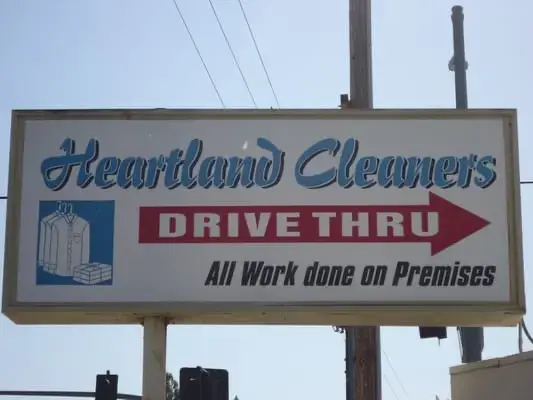 Heartland Cleaners
DRIVE THRU
All Work done on Premises